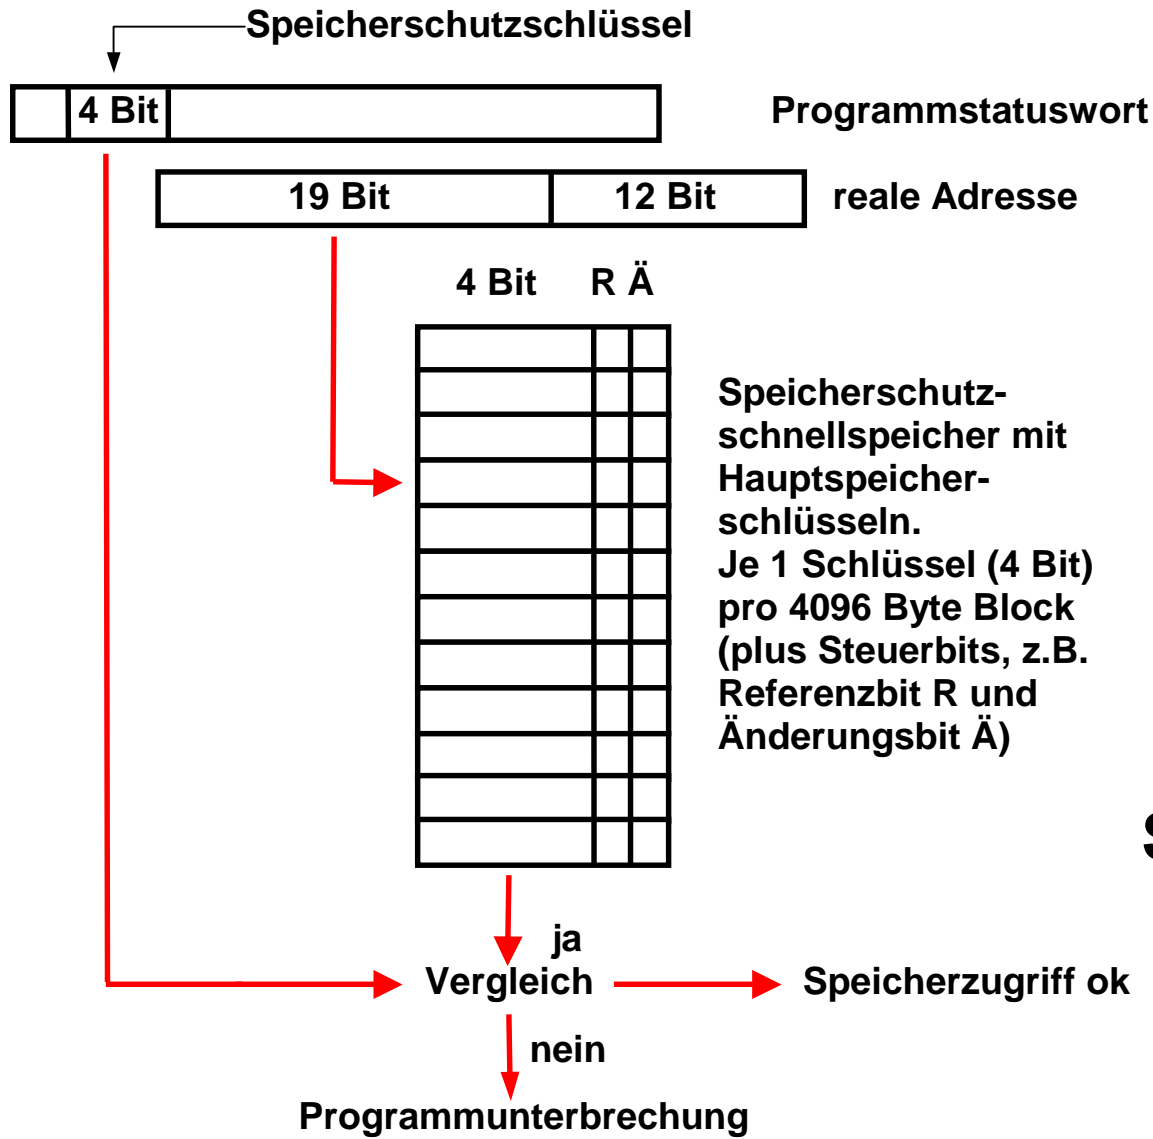 Speicherschutzschlüssel
4 Bit
Programmstatuswort
19 Bit
12 Bit
reale Adresse
4 Bit
R Ä
Speicherschutz-
schnellspeicher mit
Hauptspeicher-
schlüsseln.
Je 1 Schlüssel (4 Bit)
pro 4096 Byte Block
(plus Steuerbits, z.B.
Referenzbit R und
Änderungsbit Ä)
ja
Vergleich
Speicherzugriff ok
nein
Programmunterbrechung